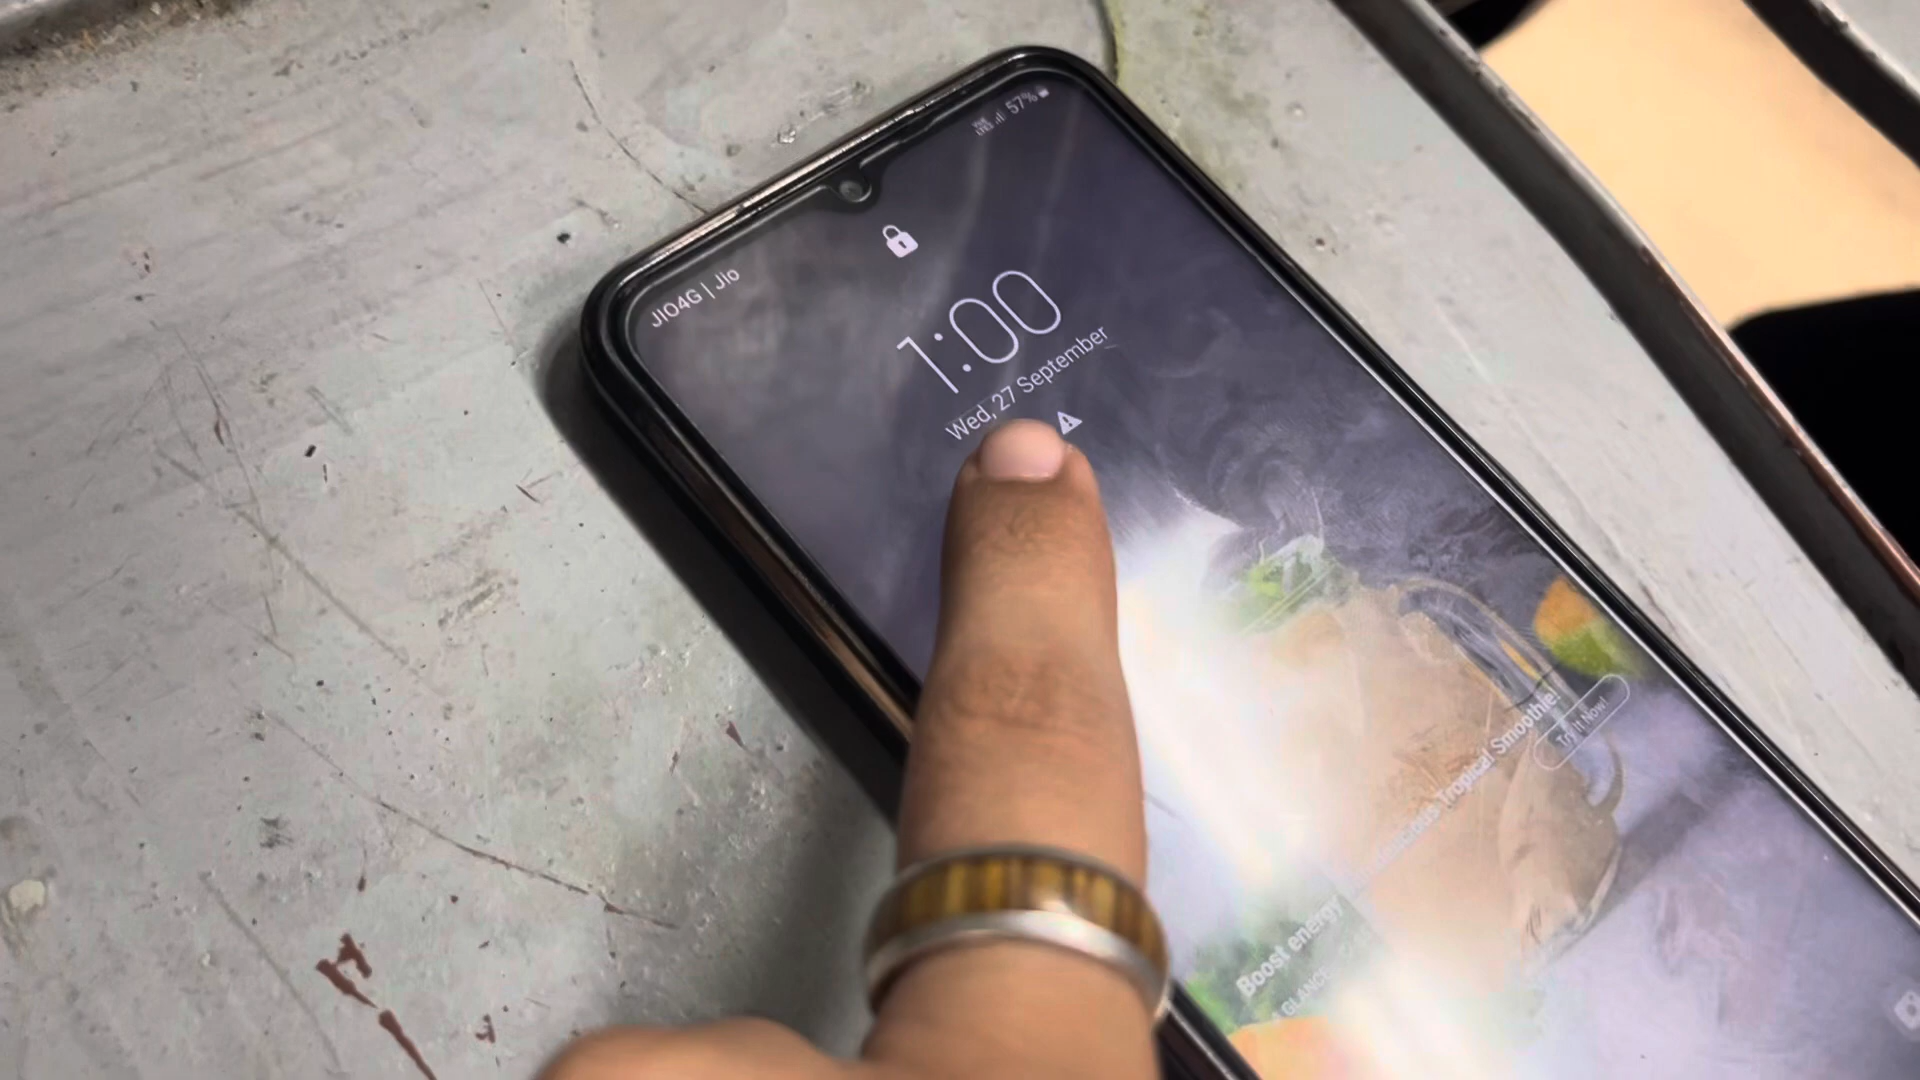 57%
JIO4G | Jio
1:00
Wed, 27 September
Tropical Smoothie!
Try It Now!
Boost energy
GLANCE